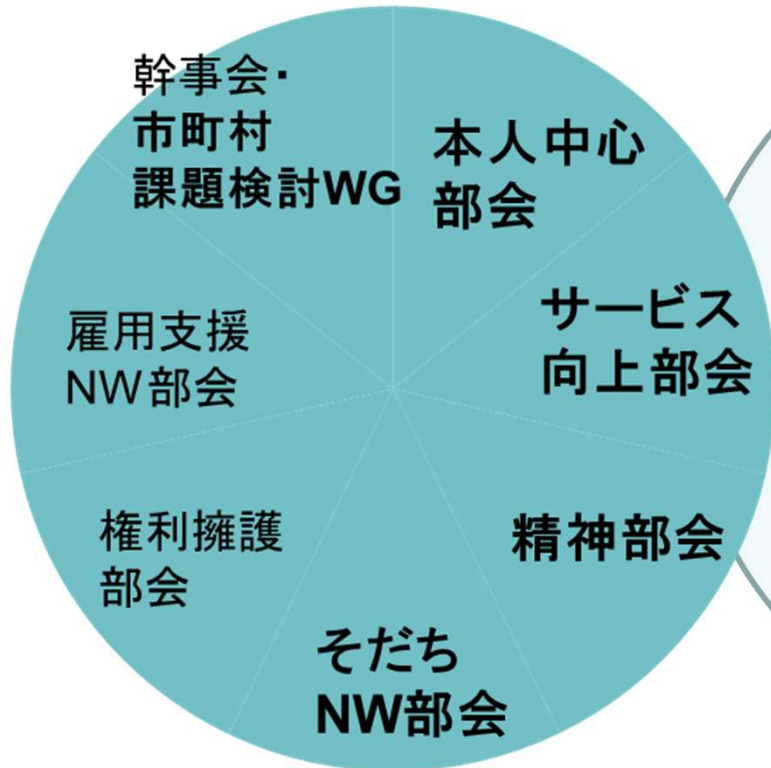 幹事会・
市町村
課題検討WG
本人中心
部会
サービス
向上部会
精神部会
そだち
NW部会
権利擁護
部会
雇用支援
NW部会